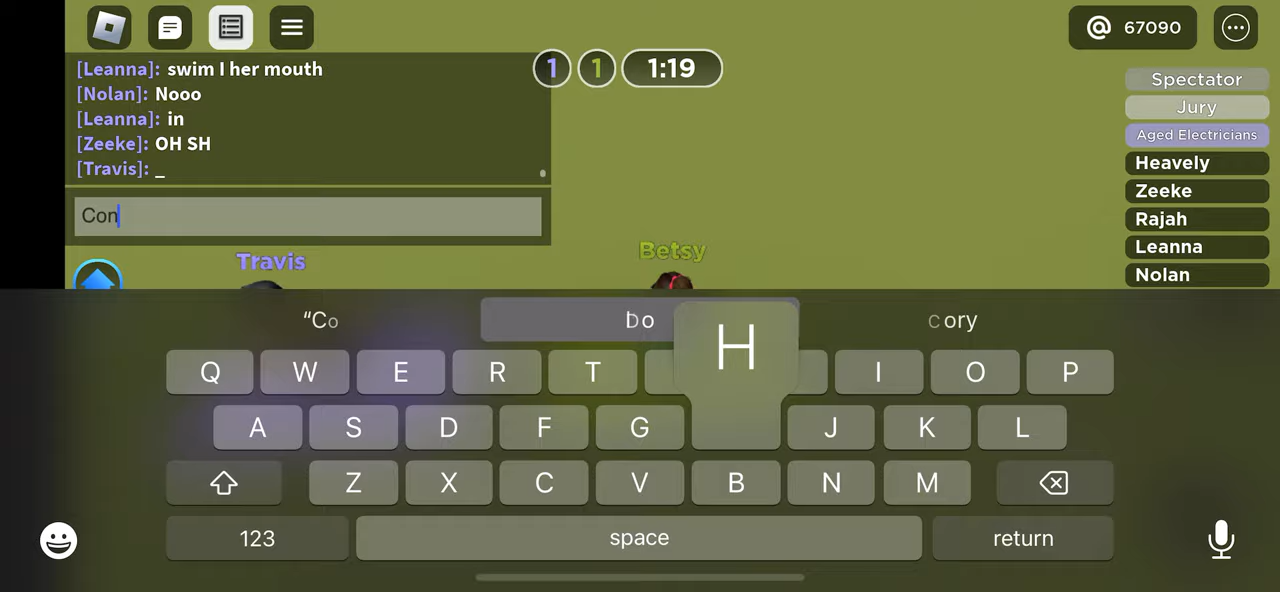 67090
1 1 1:19
[Leanna]: swim I her mouth
[Nolan]: Nooo
[Leanna]: in
[Zeeke]: OH SH
[Travis]: _
Con
Spectator
Jury
Aged Electricians
Heavely
Zeeke
Rajah
Leanna
Nolan
Travis
Betsy
“Co
cory
H
Q W E R T I O P
A S D F G J K L
Z X C V B N M
123 space return